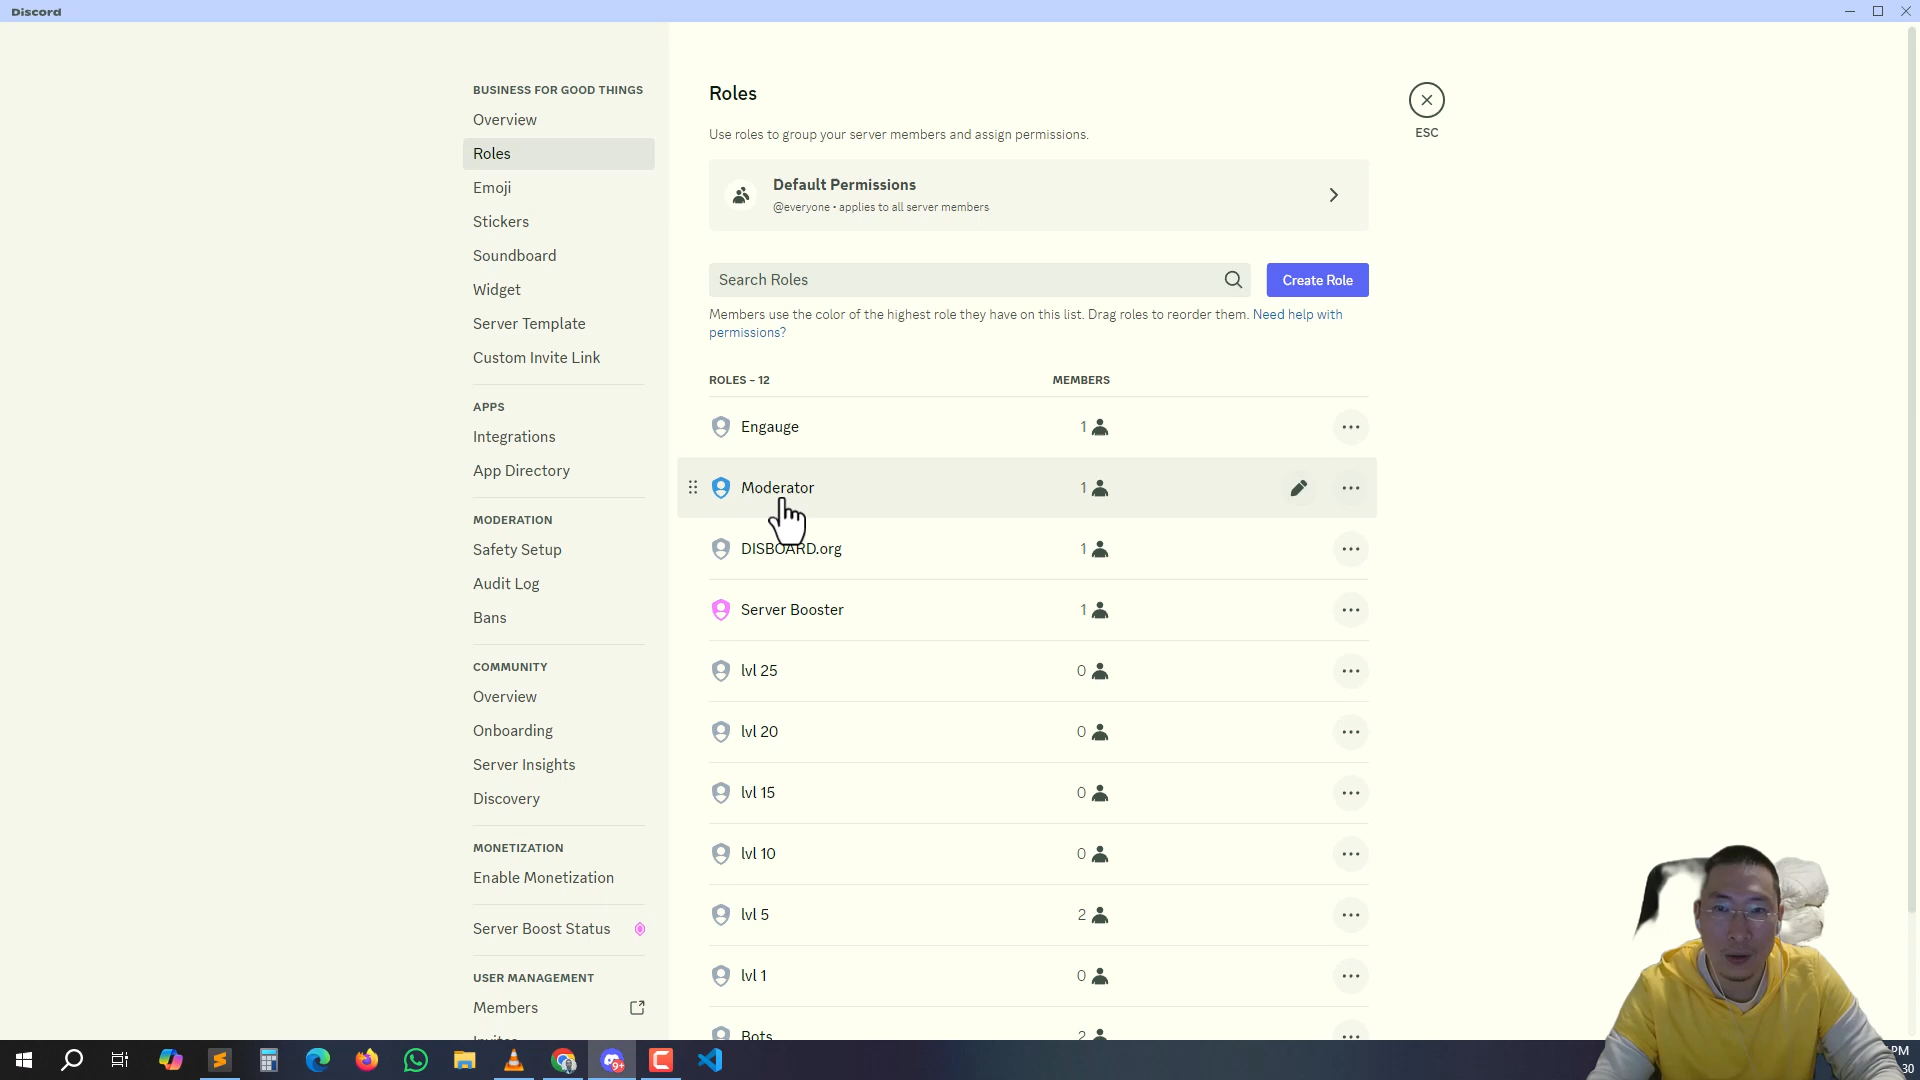 Discord
BUSINESS FOR GOOD THINGS
Overview
Roles
Emoji
Stickers
Soundboard
Widget
Server Template
Custom Invite Link
APPS
Integrations
App Directory
MODERATION
Safety Setup
Audit Log
Bans
COMMUNITY
Overview
Onboarding
Server Insights
Discovery
MONETIZATION
Enable Monetization
Server Boost Status
USER MANAGEMENT
Members
Roles
Use roles to group your server members and assign permissions.
Default Permissions
@everyone • applies to all server members
Search Roles
Create Role
Members use the color of the highest role they have on this list. Drag roles to reorder them. Need help with
permissions?
ROLES – 12 MEMBERS
Engauge 1
Moderator 1
DISBOARD.org 1
Server Booster 1
lvl 25 0
lvl 20 0
lvl 15 0
lvl 10 0
lvl 5 2
lvl 1 0
Bots 2
ESC
9+
PM
30